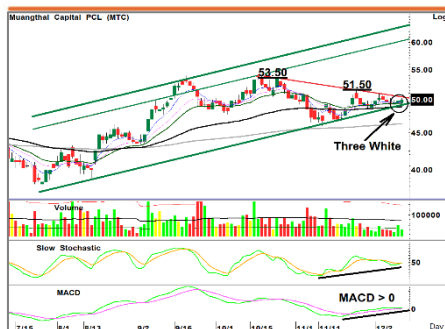 Muangthai Capital PCL (MTC)
Log
60.00
55.00
53.50
51.50
50.00
45.00
Three White
40.00
Volume
100000
Slow Stochastic
50
MACD
MACD > 0
0
7/15 8/1 8/13 9/2 9/16 10/1 10/15 11/1 11/11 12/2 Day